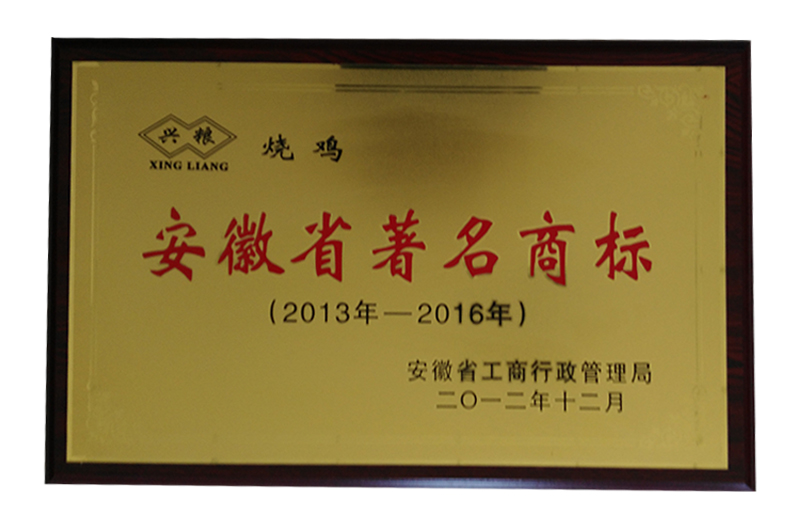 兴粮
XING LIANG
烧鸡
安徽省著名商标
（2013年—2016年）
安徽省工商行政管理局
二〇一二年十二月